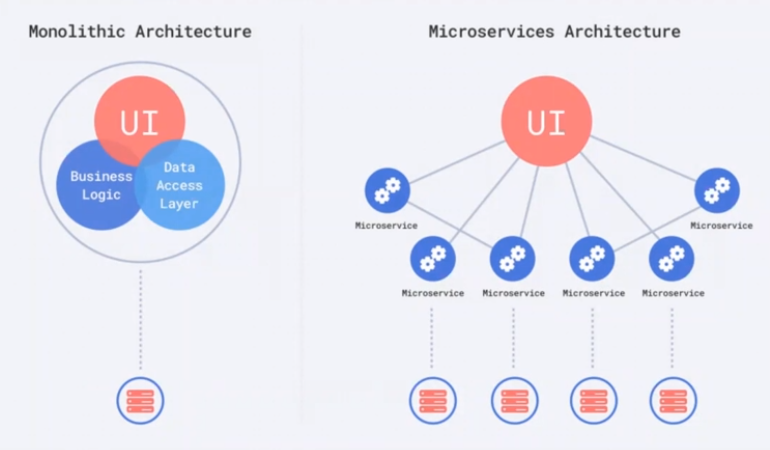 Monolithic Architecture
Microservices Architecture
UI
Business
Logic
Data
Access
Layer
UI
Microservice
Microservice
Microservice
Microservice
Microservice
Microservice